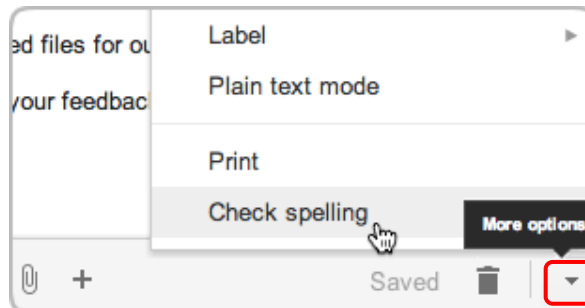 ed files for ou
your feedbac
Label
Plain text mode
Print
Check spelling
More options
Saved